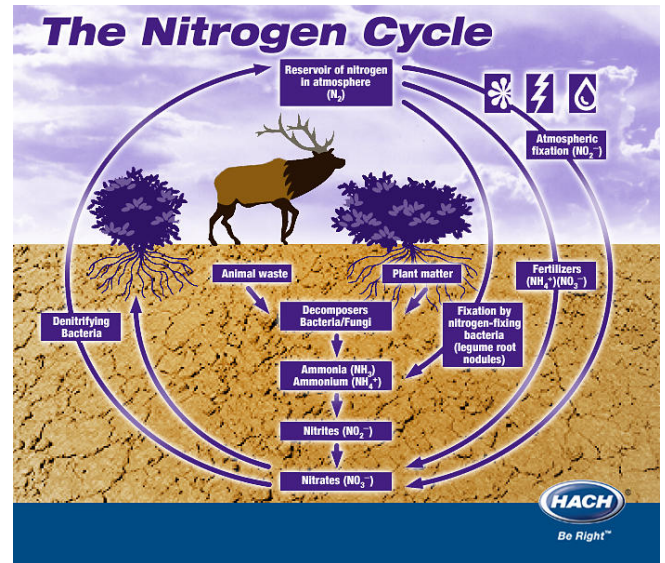 The Nitrogen Cycle
Reservoir of nitrogen
in atmosphere
(N₂)
Atmospheric
fixation (NO₂⁻)
Animal waste
Plant matter
Fertilizers
(NH₄⁺)(NO₃⁻)
Decomposers
Bacteria/Fungi
Fixation by
nitrogen-fixing
bacteria
(legume root
nodules)
Denitrifying
Bacteria
Ammonia (NH₃)
Ammonium (NH₄⁺)
Nitrites (NO₂⁻)
Nitrates (NO₃⁻)
HACH®
Be Right™